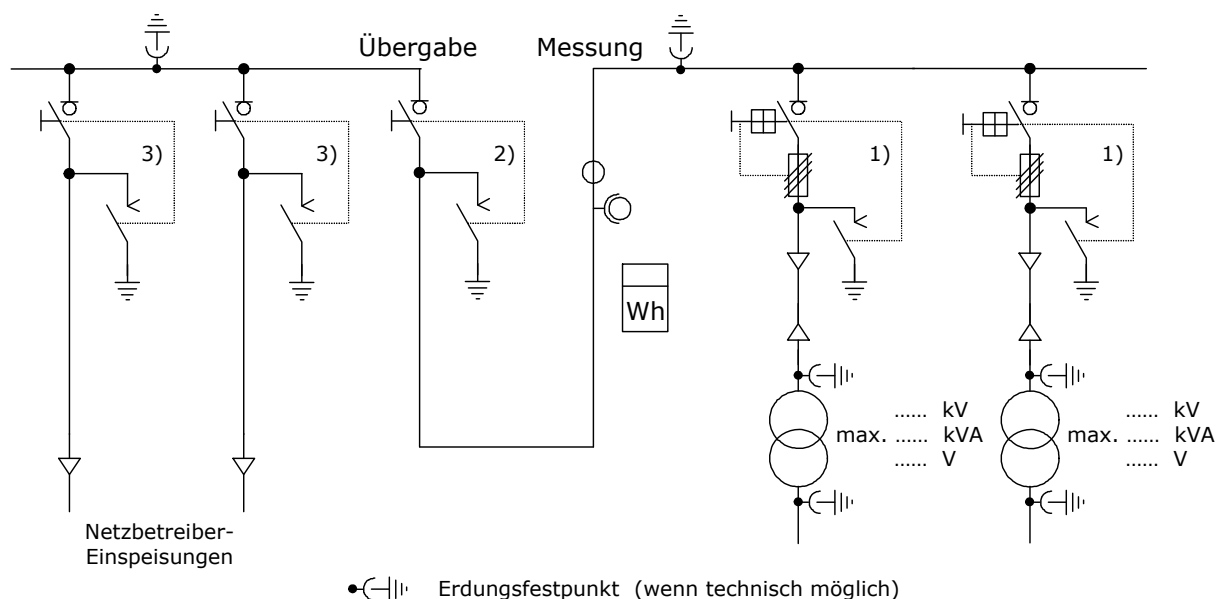 Übergabe
Messung
3)
3)
2)
1)
1)
Wh
...... kV
max. ...... kVA
...... V
...... kV
max. ...... kVA
...... V
Netzbetreiber-
Einspeisungen
Erdungsfestpunkt (wenn technisch möglich)